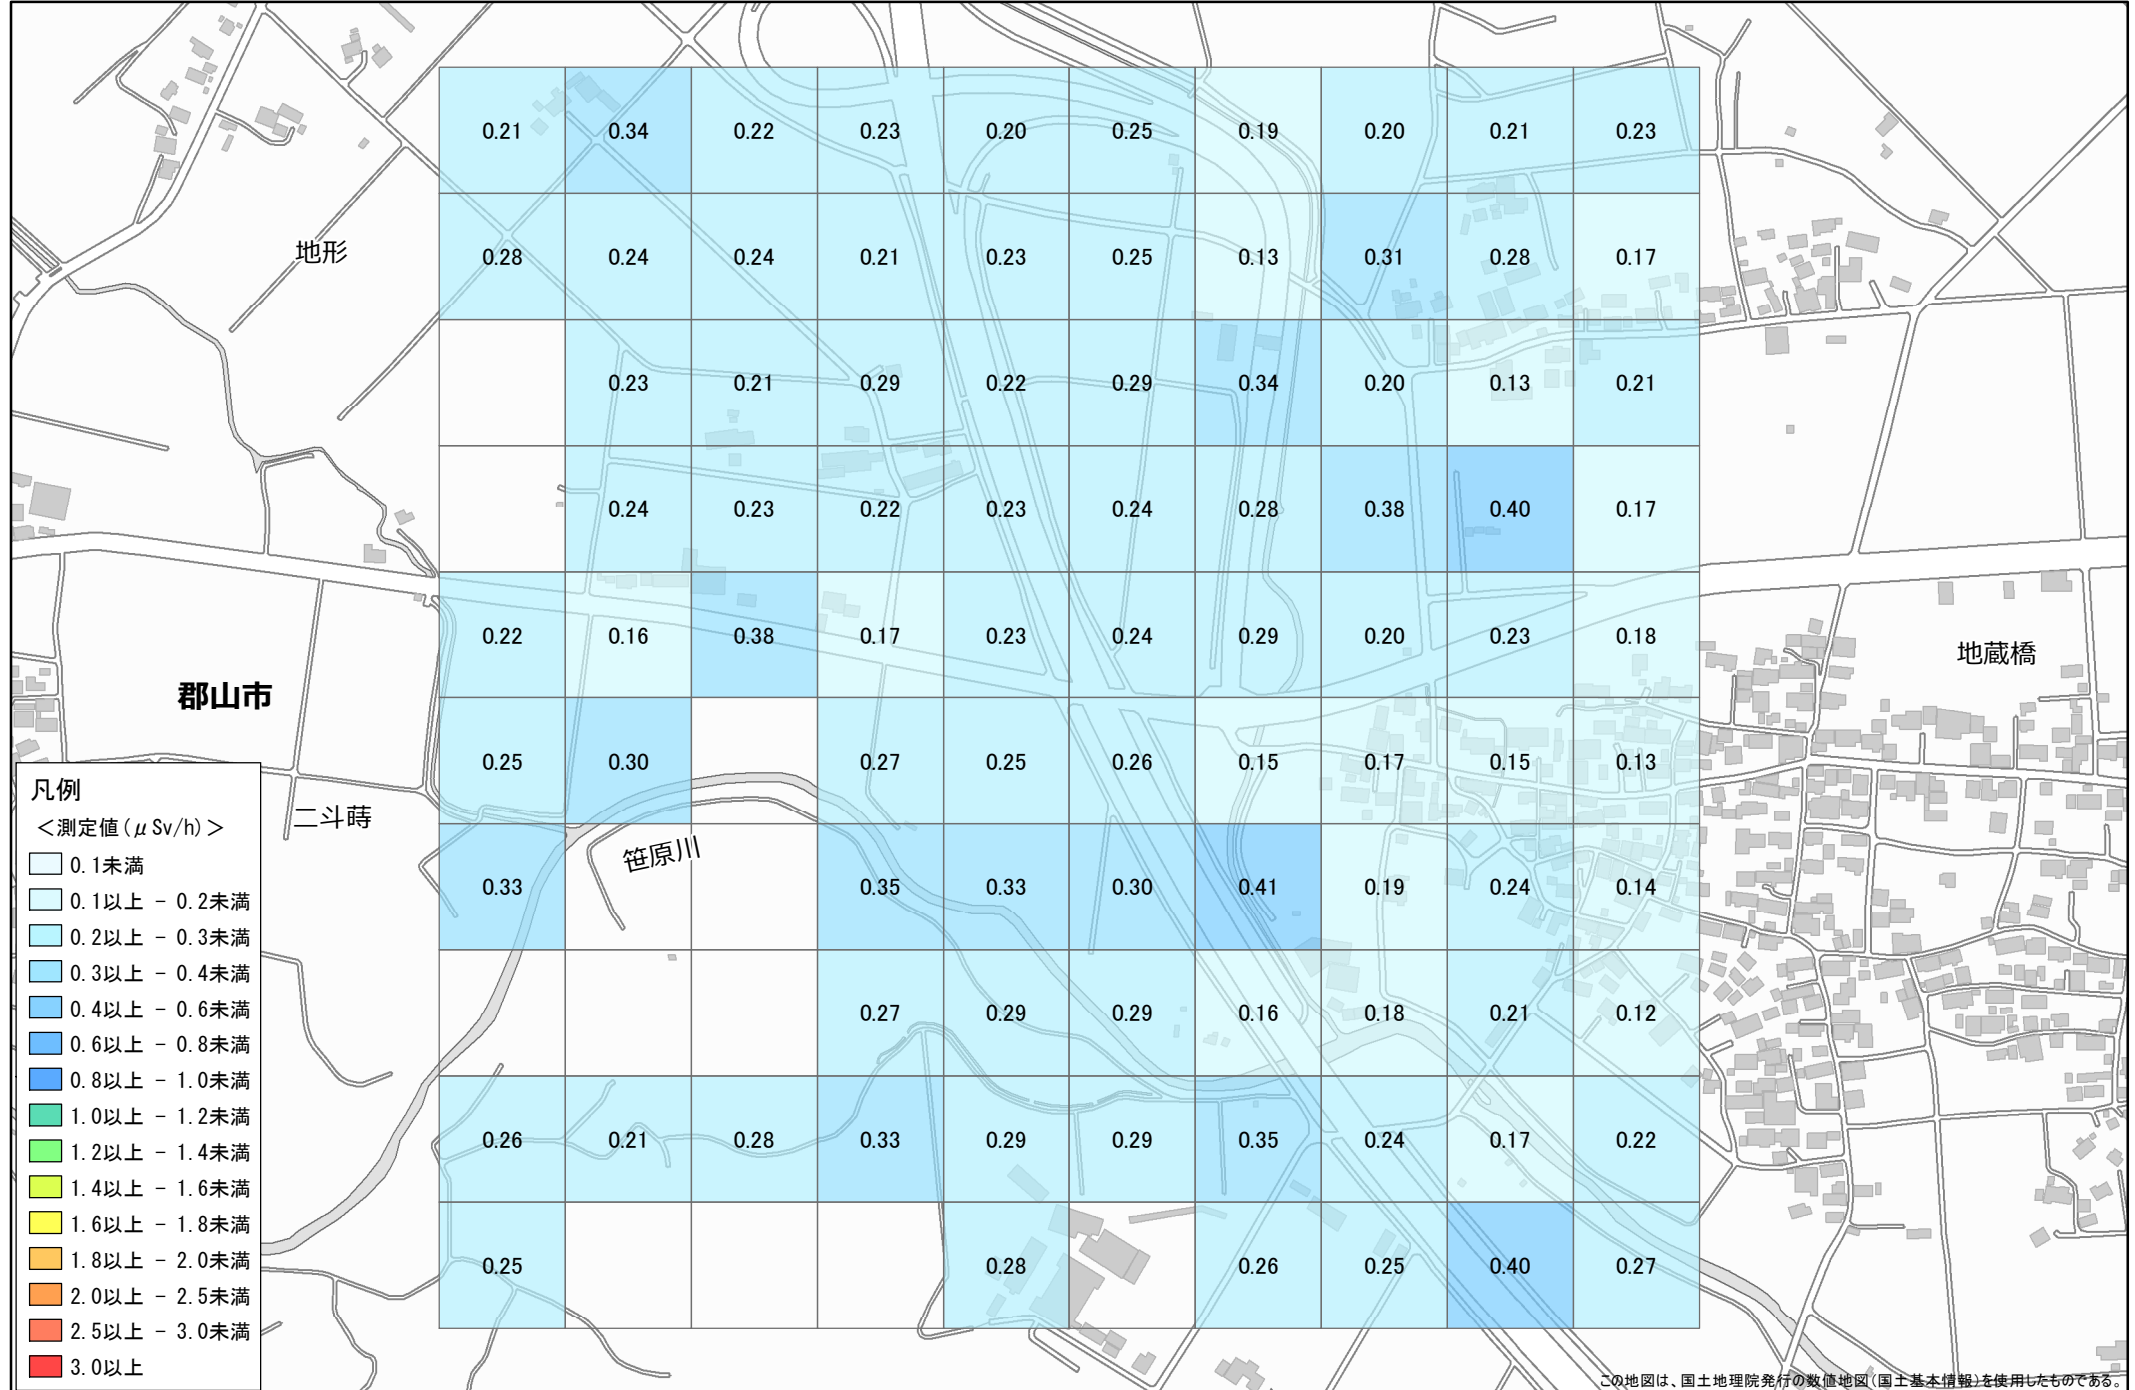 0.21 0.34 0.22 0.23 0.20 0.25 0.19 0.20 0.21 0.23
地形
0.28 0.24 0.24 0.21 0.23 0.25 0.13 0.31 0.28 0.17
0.23 0.21 0.29 0.22 0.29 0.34 0.20 0.13 0.21
0.24 0.23 0.22 0.23 0.24 0.28 0.38 0.40 0.17
0.22 0.16 0.38 0.17 0.23 0.24 0.29 0.20 0.23 0.18
地蔵橋
郡山市
0.25 0.30 0.27 0.25 0.26 0.15 0.17 0.15 0.13
二斗蒔
笹原川
0.33 0.35 0.33 0.30 0.41 0.19 0.24 0.14
0.27 0.29 0.29 0.16 0.18 0.21 0.12
0.26 0.21 0.28 0.33 0.29 0.29 0.35 0.24 0.17 0.22
0.25 0.28 0.26 0.25 0.40 0.27
凡例
＜測定値(μSv/h)＞
0.1未満
0.1以上 - 0.2未満
0.2以上 - 0.3未満
0.3以上 - 0.4未満
0.4以上 - 0.6未満
0.6以上 - 0.8未満
0.8以上 - 1.0未満
1.0以上 - 1.2未満
1.2以上 - 1.4未満
1.4以上 - 1.6未満
1.6以上 - 1.8未満
1.8以上 - 2.0未満
2.0以上 - 2.5未満
2.5以上 - 3.0未満
3.0以上
この地図は、国土地理院発行の数値地図(国土基本情報)を使用したものである。